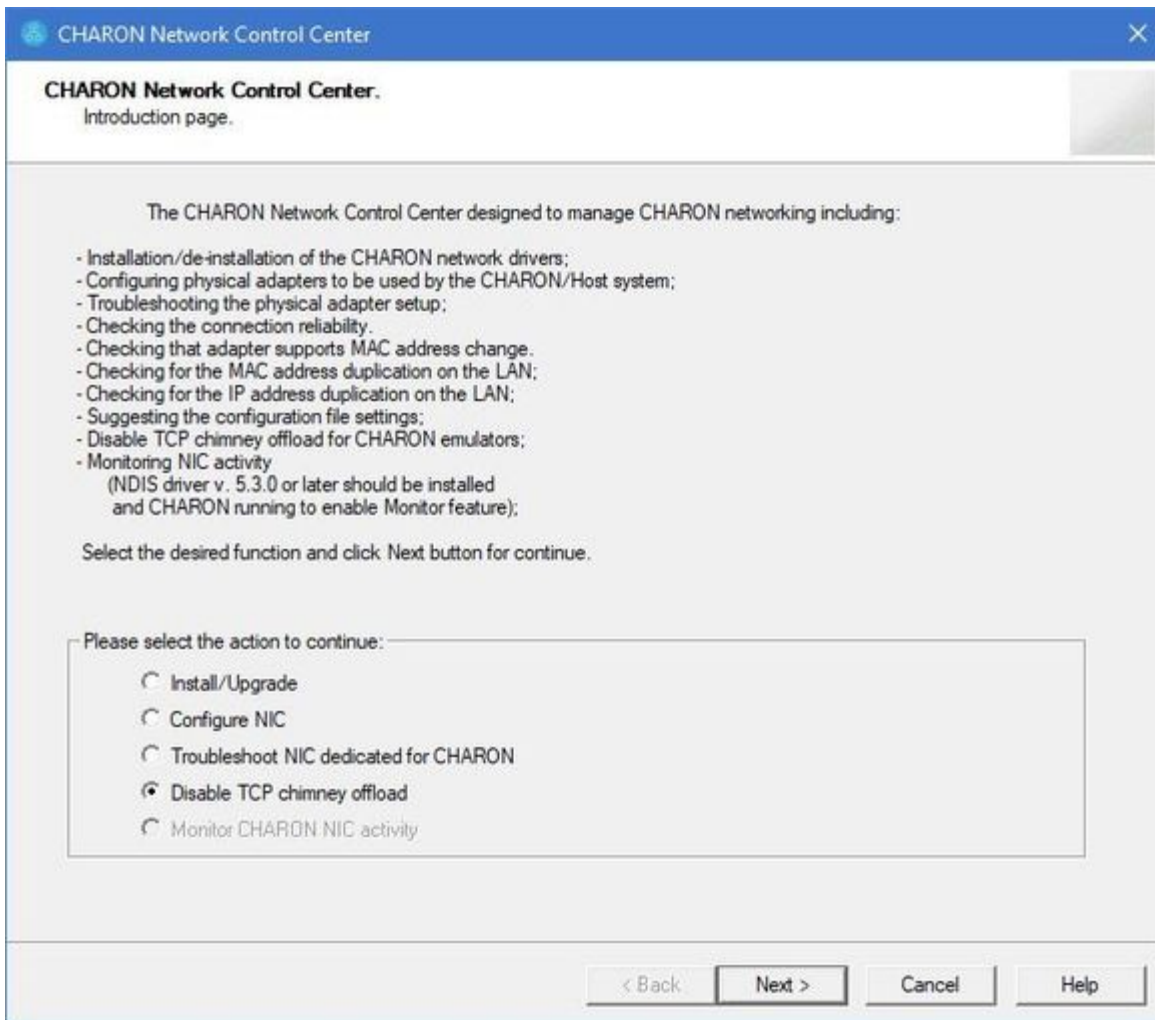 CHARON Network Control Center
CHARON Network Control Center.
Introduction page.
The CHARON Network Control Center designed to manage CHARON networking including:
- Installation/de-installation of the CHARON network drivers;
- Configuring physical adapters to be used by the CHARON/Host system;
- Troubleshooting the physical adapter setup;
- Checking the connection reliability.
- Checking that adapter supports MAC address change.
- Checking for the MAC address duplication on the LAN;
- Checking for the IP address duplication on the LAN;
- Suggesting the configuration file settings;
- Disable TCP chimney offload for CHARON emulators;
- Monitoring NIC activity
(NDIS driver v. 5.3.0 or later should be installed
and CHARON running to enable Monitor feature);
Select the desired function and click Next button for continue.
Please select the action to continue:
Install/Upgrade
Configure NIC
Troubleshoot NIC dedicated for CHARON
Disable TCP chimney offload
Monitor CHARON NIC activity
< Back Next > Cancel Help